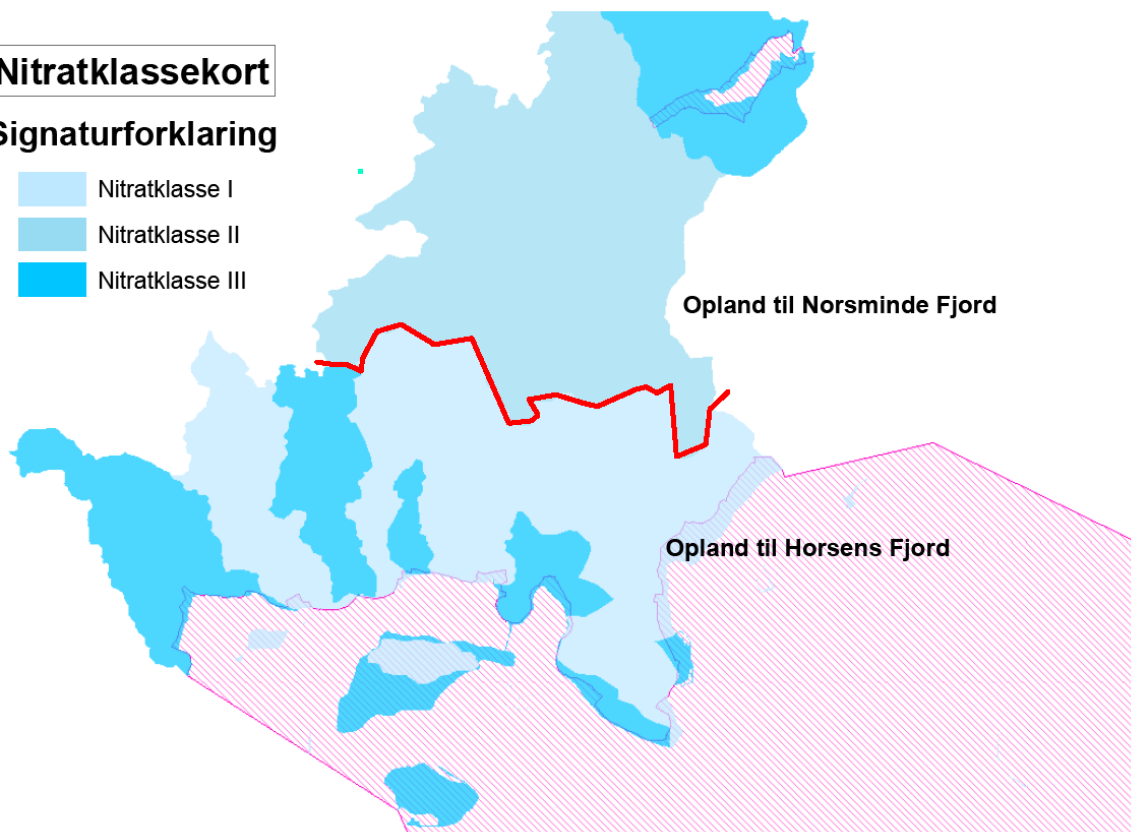 Nitratklassekort
Signaturforklaring
Nitratklasse I
Nitratklasse II
Nitratklasse III
Opland til Norsminde Fjord
Opland til Horsens Fjord